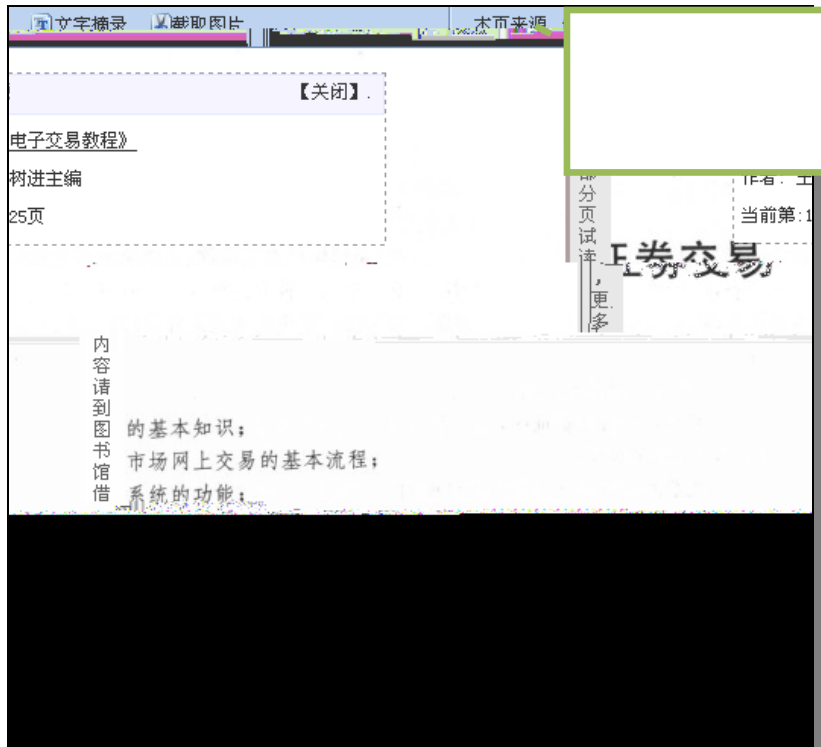 文字摘录 截取图片 本页来源
【关闭】.
电子交易教程》
树进主编
25页
分页试读
，更多
当前第:1
证券交易
内容请到图书馆借
的基本知识；
市场网上交易的基本流程；
系统的功能；